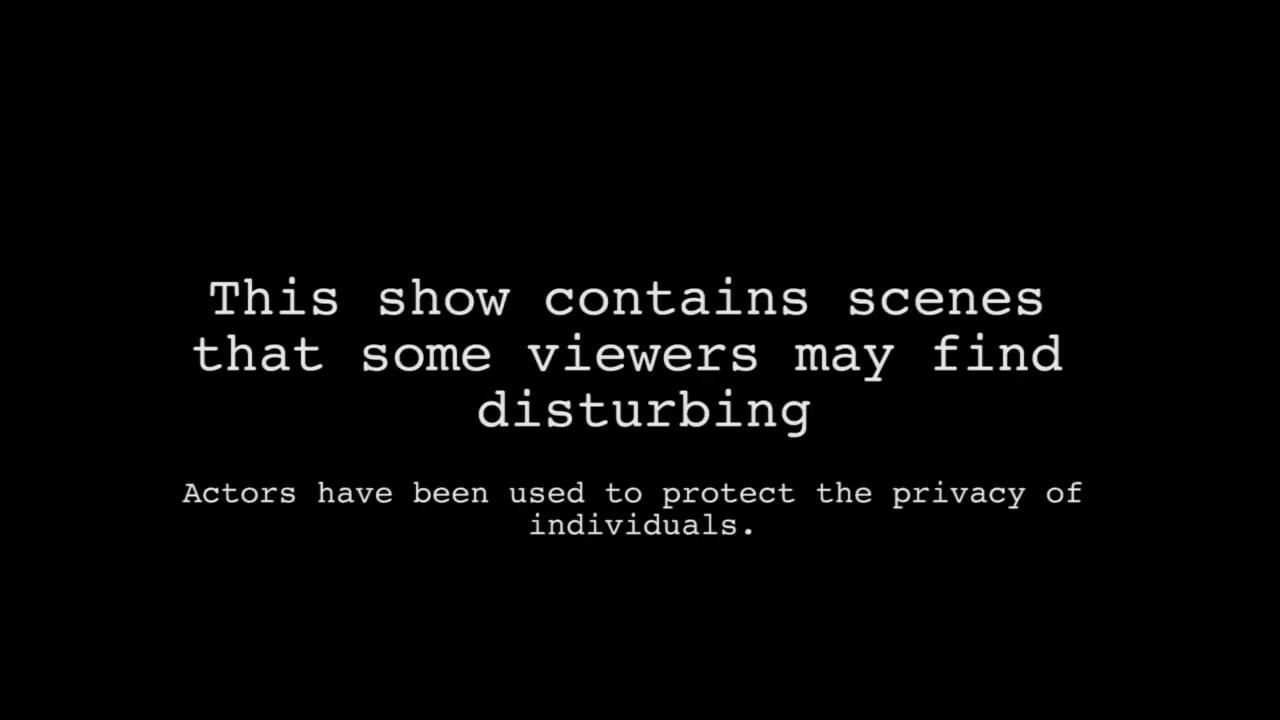 This show contains scenes
that some viewers may find
disturbing
Actors have been used to protect the privacy of
individuals.